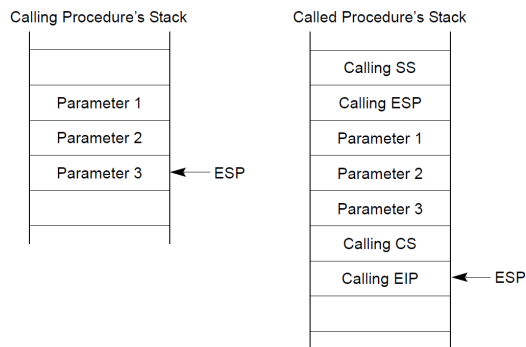 Calling Procedure's Stack
Parameter 1
Parameter 2
Parameter 3
ESP
Called Procedure's Stack
Calling SS
Calling ESP
Parameter 1
Parameter 2
Parameter 3
Calling CS
Calling EIP
ESP